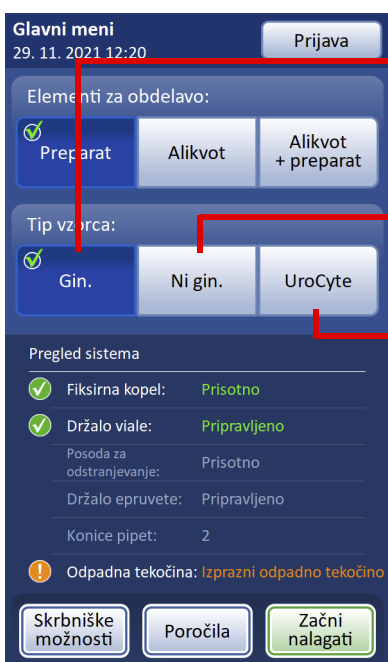 Glavni meni
29. 11. 2021 12:20
Prijava
Elementi za obdelavo:
Preparat
Alikvot
Alikvot
+ preparat
Tip vzorca:
Gin.
Ni gin.
UroCyte
Pregled sistema
Fiksirna kopel: Prisotno
Držalo viale: Pripravljeno
Posoda za
odstranjevanje: Prisotno
Držalo epruvete: Pripravljeno
Konice pipet: 2
Odpadna tekočina: Izprazni odpadno tekočino
Skrbniške
možnosti
Poročila
Začni
nalagati